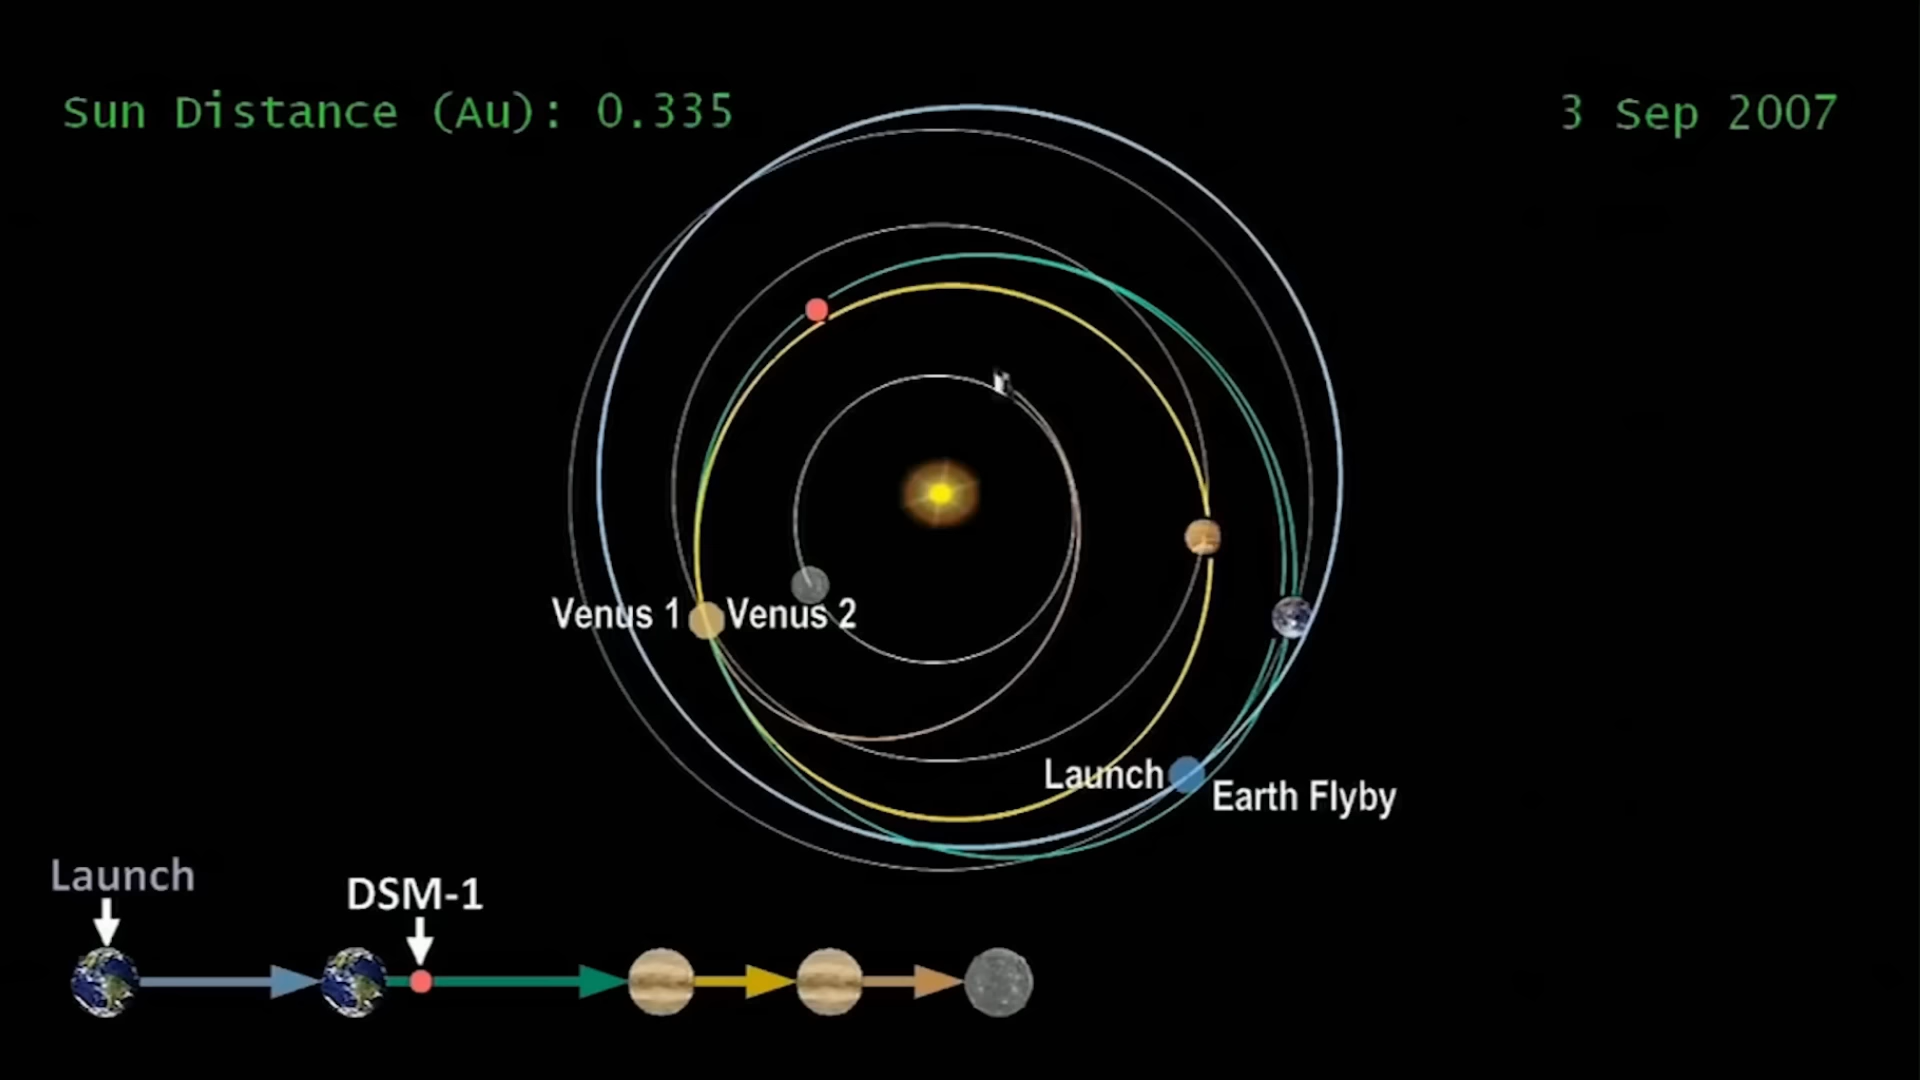 Sun Distance (Au): 0.335
3 Sep 2007
Venus 1
Venus 2
Launch
Earth Flyby
Launch
DSM-1